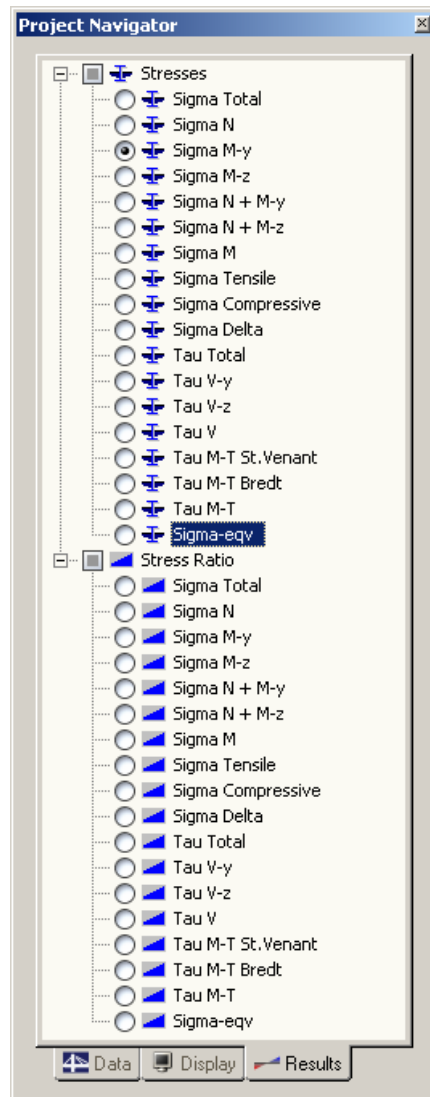 Project Navigator
Stresses
Sigma Total
Sigma N
Sigma M-y
Sigma M-z
Sigma N + M-y
Sigma N + M-z
Sigma M
Sigma Tensile
Sigma Compressive
Sigma Delta
Tau Total
Tau V-y
Tau V-z
Tau V
Tau M-T St.Venant
Tau M-T Bredt
Tau M-T
Sigma-eqv
Stress Ratio
Sigma Total
Sigma N
Sigma M-y
Sigma M-z
Sigma N + M-y
Sigma N + M-z
Sigma M
Sigma Tensile
Sigma Compressive
Sigma Delta
Tau Total
Tau V-y
Tau V-z
Tau V
Tau M-T St.Venant
Tau M-T Bredt
Tau M-T
Sigma-eqv
Data Display Results